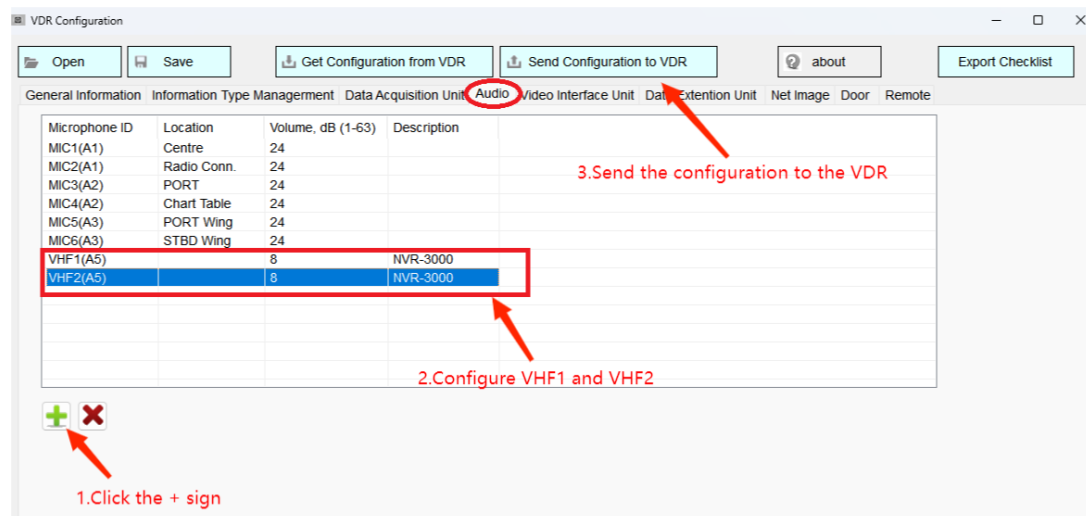 VDR Configuration
Open Save Get Configuration from VDR Send Configuration to VDR about Export Checklist
General Information Information Type Managerment Data Acquisition Unit Audio Video Interface Unit Data Extention Unit Net Image Door Remote
Microphone ID Location Volume, dB (1-63) Description
MIC1(A1) Centre 24
MIC2(A1) Radio Conn. 24
MIC3(A2) PORT 24
MIC4(A2) Chart Table 24
MIC5(A3) PORT Wing 24
MIC6(A3) STBD Wing 24
VHF1(A5) 8 NVR-3000
VHF2(A5) 8 NVR-3000
3.Send the configuration to the VDR
2.Configure VHF1 and VHF2
1.Click the + sign